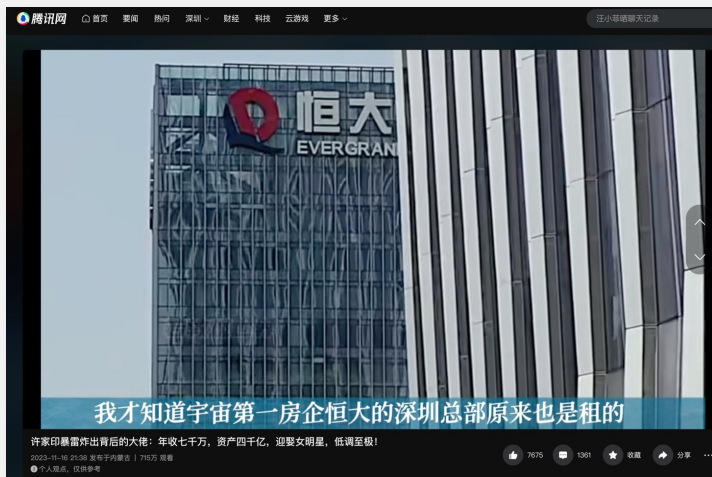 腾讯网 首页 要闻 热问 深圳 财经 科技 云游戏 更多 汪小菲晒聊天记录
恒大
EVERGRAN
我才知道宇宙第一房企恒大的深圳总部原来也是租的
许家印暴雷炸出背后的大佬：年收七千万，资产四千亿，迎娶女明星，低调至极！
2023-11-16 21:38 发布于内蒙古 | 715万 观看
7675 1361 收藏 分享
个人观点，仅供参考